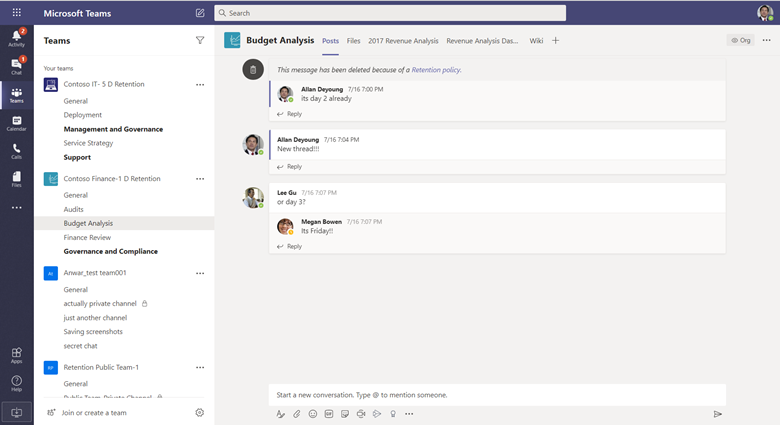 Microsoft Teams
Search
Activity
2
Chat
1
Teams
Calendar
Calls
Files
Apps
Help
Teams
Your teams
Contoso IT- 5 D Retention
General
Deployment
Management and Governance
Service Strategy
Support
Contoso Finance-1 D Retention
General
Audits
Budget Analysis
Finance Review
Governance and Compliance
Anwar_test team001
General
actually private channel
just another channel
Saving screenshots
secret chat
Retention Public Team-1
General
Public Team-Private Channel
Join or create a team
Budget Analysis Posts Files 2017 Revenue Analysis Revenue Analysis Das... Wiki
Org
This message has been deleted because of a Retention policy.
Allan Deyoung 7/16 7:00 PM
its day 2 already
Reply
Allan Deyoung 7/16 7:04 PM
New thread!!!
Reply
Lee Gu 7/16 7:07 PM
or day 3?
Megan Bowen 7/16 7:07 PM
Its Friday!!
Reply
Start a new conversation. Type @ to mention someone.
GIF